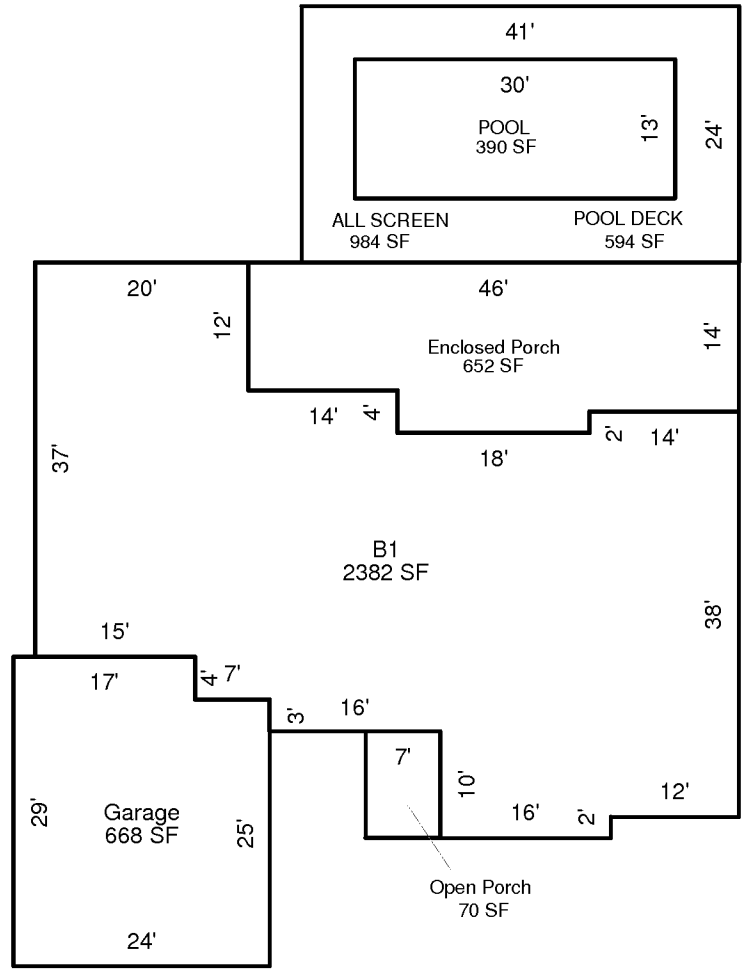 41'
30'
POOL
390 SF
13'
24'
ALL SCREEN
984 SF
POOL DECK
594 SF
20'
46'
12'
14'
Enclosed Porch
652 SF
14'
4'
18'
2'
14'
37'
B1
2382 SF
38'
15'
17'
4'
7'
3'
16'
7'
10'
16'
2'
12'
29'
Garage
668 SF
25'
24'
Open Porch
70 SF